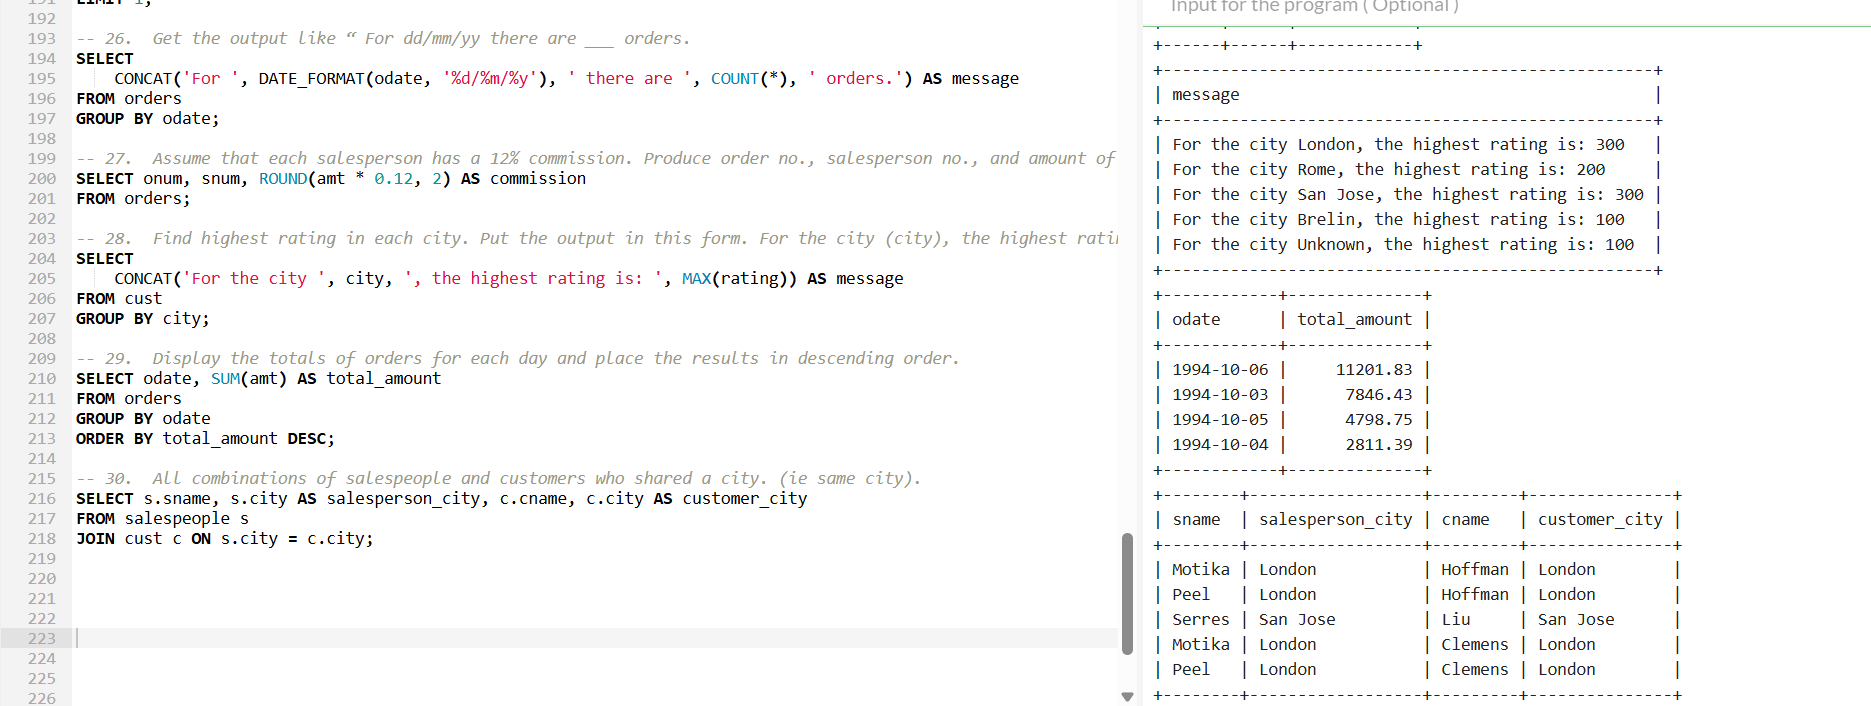 191 LIMIT 1;
192
193 -- 26.  Get the output like “ For dd/mm/yy there are ___ orders.
194 SELECT
195     CONCAT('For ', DATE_FORMAT(odate, '%d/%m/%y'), ' there are ', COUNT(*), ' orders.') AS message
196 FROM orders
197 GROUP BY odate;
198
199 -- 27.  Assume that each salesperson has a 12% commission. Produce order no., salesperson no., and amount of
200 SELECT onum, snum, ROUND(amt * 0.12, 2) AS commission
201 FROM orders;
202
203 -- 28.  Find highest rating in each city. Put the output in this form. For the city (city), the highest
204 SELECT
205     CONCAT('For the city ', city, ', the highest rating is: ', MAX(rating)) AS message
206 FROM cust
207 GROUP BY city;
208
209 -- 29.  Display the totals of orders for each day and place the results in descending order.
210 SELECT odate, SUM(amt) AS total_amount
211 FROM orders
212 GROUP BY odate
213 ORDER BY total_amount DESC;
214
215 -- 30.  All combinations of salespeople and customers who shared a city. (ie same city).
216 SELECT s.sname, s.city AS salesperson_city, c.cname, c.city AS customer_city
217 FROM salespeople s
218 JOIN cust c ON s.city = c.city;
219
220
221
222
223
224
225
226
Input for the program ( Optional )
+------+------+------------+
+---------------------------------------------------+
| message                                           |
+---------------------------------------------------+
| For the city London, the highest rating is: 300   |
| For the city Rome, the highest rating is: 200     |
| For the city San Jose, the highest rating is: 300 |
| For the city Brelin, the highest rating is: 100   |
| For the city Unknown, the highest rating is: 100  |
+---------------------------------------------------+
+------------+--------------+
| odate      | total_amount |
+------------+--------------+
| 1994-10-06 |     11201.83 |
| 1994-10-03 |      7846.43 |
| 1994-10-05 |      4798.75 |
| 1994-10-04 |      2811.39 |
+------------+--------------+
+--------+------------------+---------+---------------+
| sname  | salesperson_city | cname   | customer_city |
+--------+------------------+---------+---------------+
| Motika | London           | Hoffman | London        |
| Peel   | London           | Hoffman | London        |
| Serres | San Jose         | Liu     | San Jose      |
| Motika | London           | Clemens | London        |
| Peel   | London           | Clemens | London        |
+--------+------------------+---------+---------------+